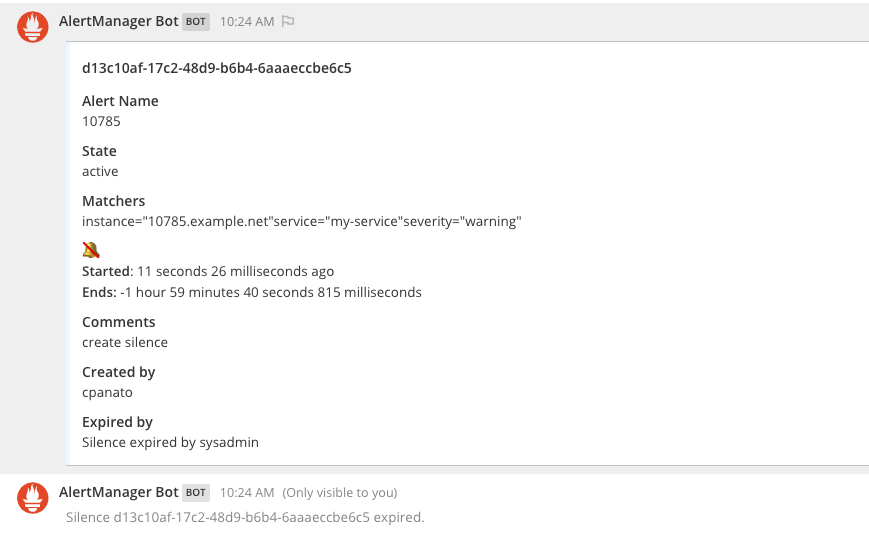 AlertManager Bot BOT 10:24 AM
d13c10af-17c2-48d9-b6b4-6aaaeccbe6c5
Alert Name
10785
State
active
Matchers
instance="10785.example.net"service="my-service"severity="warning"
Started: 11 seconds 26 milliseconds ago
Ends: -1 hour 59 minutes 40 seconds 815 milliseconds
Comments
create silence
Created by
cpanato
Expired by
Silence expired by sysadmin
AlertManager Bot BOT 10:24 AM (Only visible to you)
Silence d13c10af-17c2-48d9-b6b4-6aaaeccbe6c5 expired.